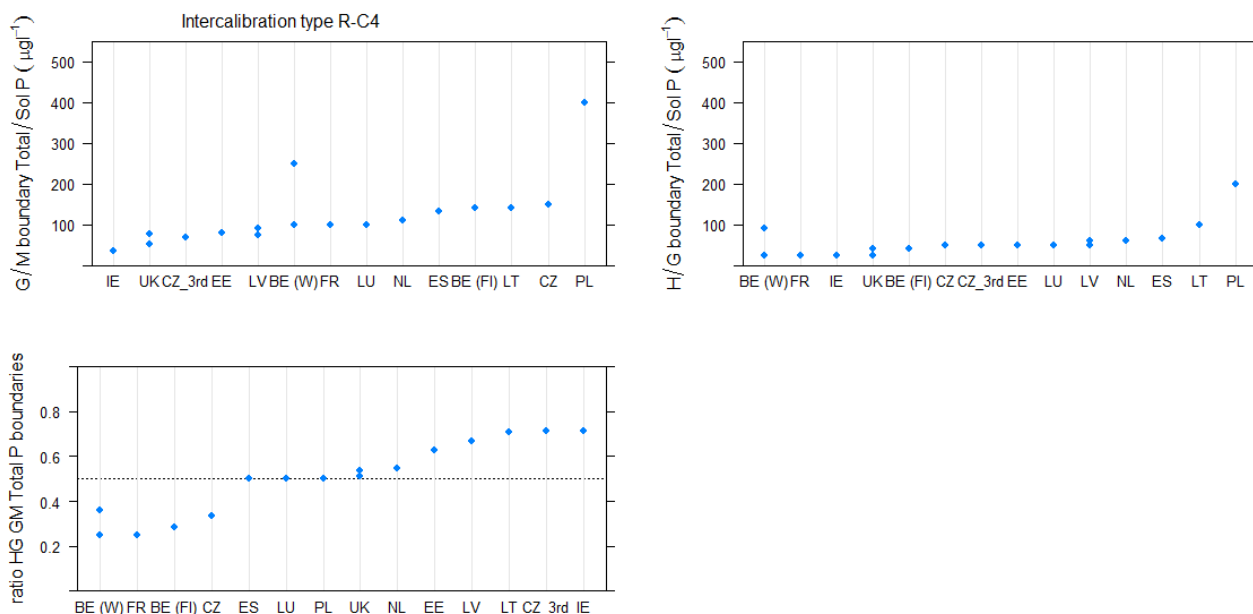 Intercalibration type R-C4
G/M boundary Total/Sol P ( µgl⁻¹)
500
400
300
200
100
IE UK CZ_3rd EE LV BE (W) FR LU NL ES BE (Fl) LT CZ PL
H/G boundary Total/Sol P ( µgl⁻¹)
500
400
300
200
100
BE (W) FR IE UK BE (Fl) CZ CZ_3rd EE LU LV NL ES LT PL
ratio HG GM Total P boundaries
0.8
0.6
0.4
0.2
BE (W) FR BE (Fl) CZ ES LU PL UK NL EE LV LT CZ_3rd IE